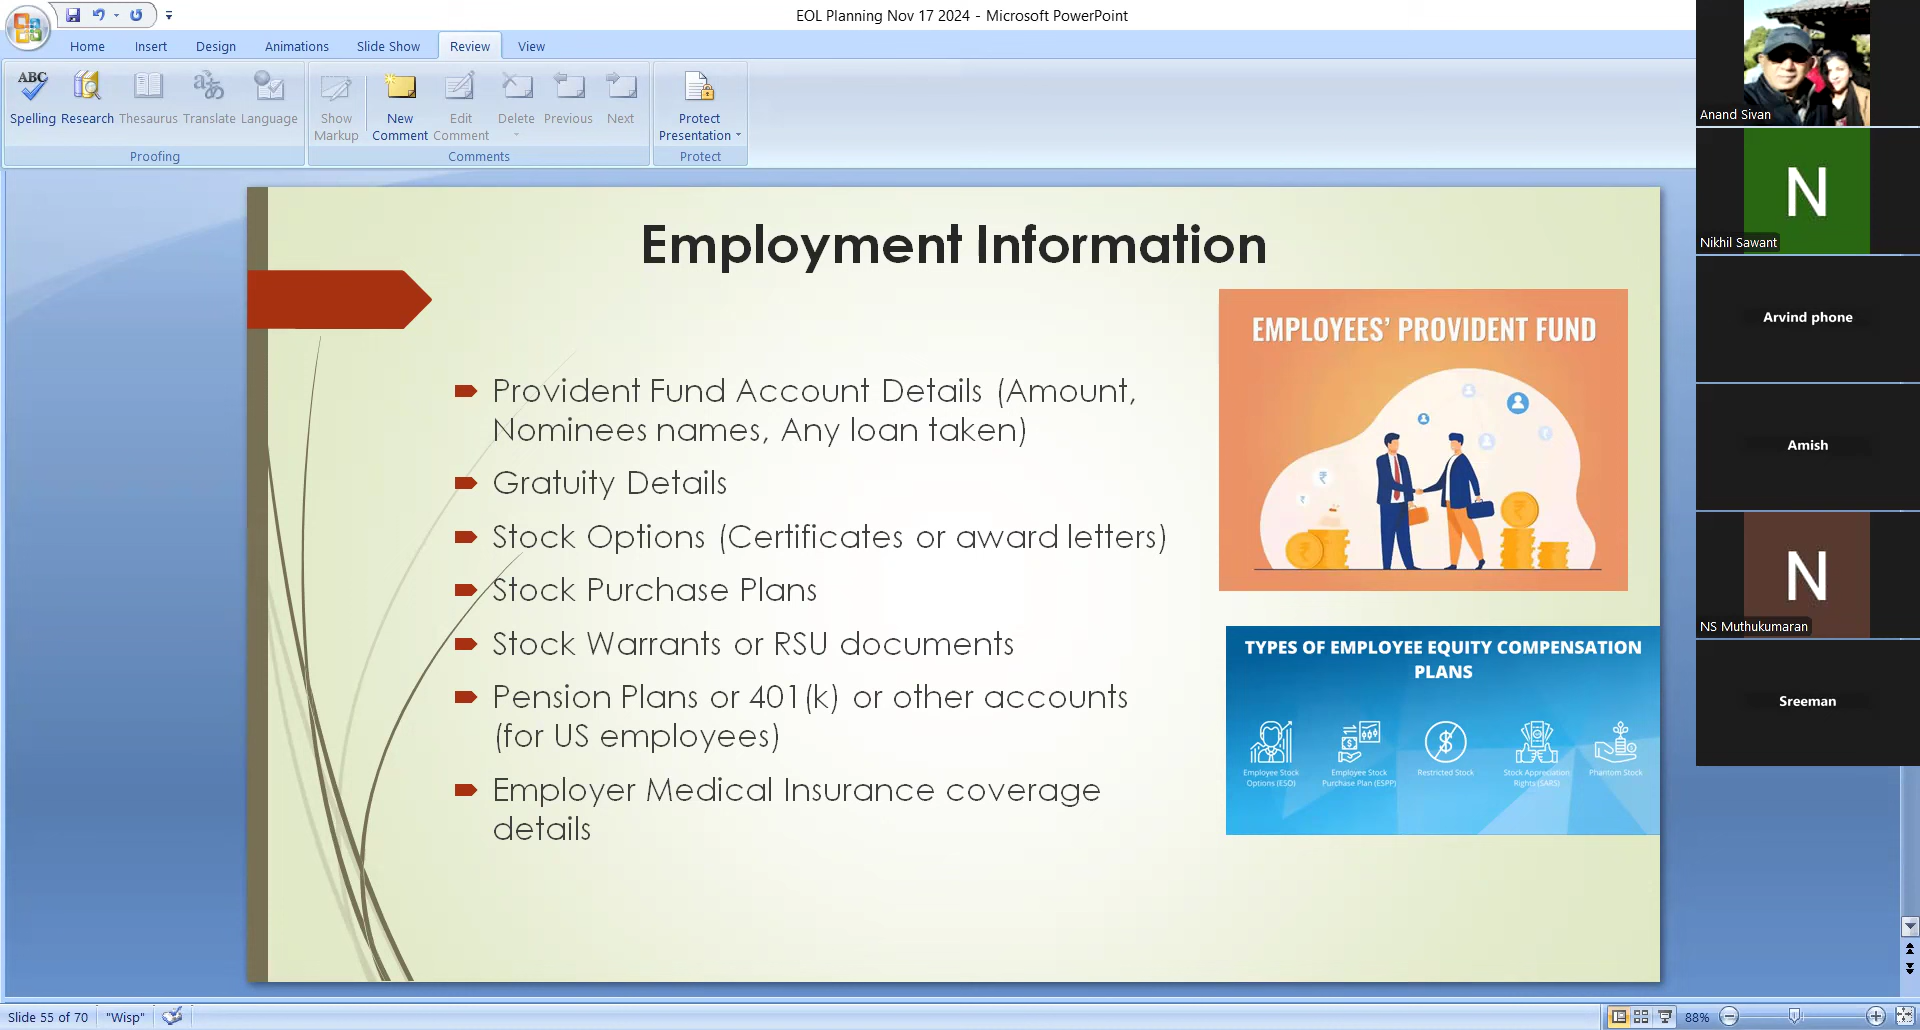 EOL Planning Nov 17 2024 - Microsoft PowerPoint
Home Insert Design Animations Slide Show Review View
ABC
Spelling Research Thesaurus Translate Language
Show Markup
New Comment
Edit Comment
Delete Previous Next
Protect Presentation
Proofing Comments Protect
Employment Information
Provident Fund Account Details (Amount,
Nominees names, Any loan taken)
Gratuity Details
Stock Options (Certificates or award letters)
Stock Purchase Plans
Stock Warrants or RSU documents
Pension Plans or 401(k) or other accounts
(for US employees)
Employer Medical Insurance coverage
details
EMPLOYEES' PROVIDENT FUND
TYPES OF EMPLOYEE EQUITY COMPENSATION
PLANS
Employee Stock
Options (ESO)
Employee Stock
Purchase Plan (ESPP)
Restricted Stock
Stock Appreciation
Rights (SARS)
Phantom Stock
Anand Sivan
N
Nikhil Sawant
Arvind phone
Amish
N
NS Muthukumaran
Sreeman
Slide 55 of 70 "Wisp" 88%